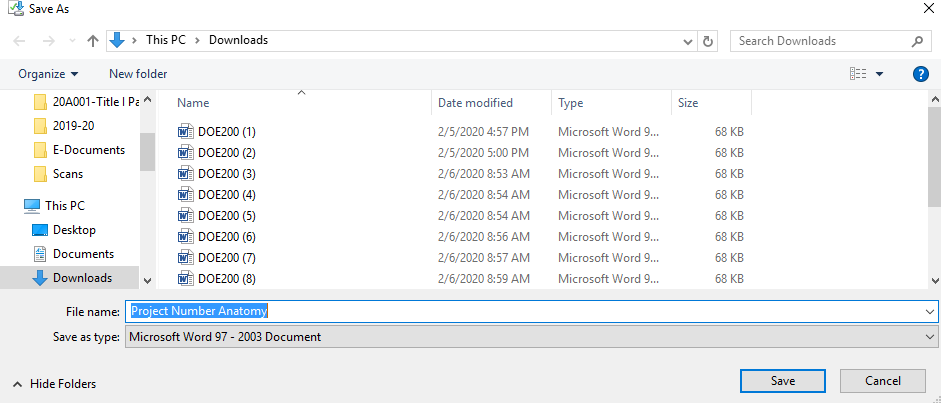 Save As
This PC > Downloads
Search Downloads
Organize
New folder
?
20A001-Title I Pa
2019-20
E-Documents
Scans
This PC
Desktop
Documents
Downloads
Name Date modified Type Size
DOE200 (1) 2/5/2020 4:57 PM Microsoft Word 9... 68 KB
DOE200 (2) 2/5/2020 5:00 PM Microsoft Word 9... 68 KB
DOE200 (3) 2/6/2020 8:53 AM Microsoft Word 9... 68 KB
DOE200 (4) 2/6/2020 8:54 AM Microsoft Word 9... 68 KB
DOE200 (5) 2/6/2020 8:54 AM Microsoft Word 9... 68 KB
DOE200 (6) 2/6/2020 8:56 AM Microsoft Word 9... 68 KB
DOE200 (7) 2/6/2020 8:57 AM Microsoft Word 9... 68 KB
DOE200 (8) 2/6/2020 8:59 AM Microsoft Word 9... 68 KB
File name: Project Number Anatomy
Save as type: Microsoft Word 97 - 2003 Document
Hide Folders
Save
Cancel